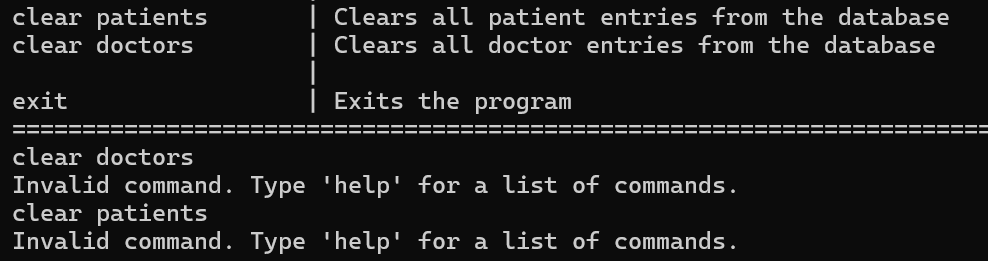 clear patients       | Clears all patient entries from the database
clear doctors        | Clears all doctor entries from the database
                     |
exit                 | Exits the program
======================================================================
clear doctors
Invalid command. Type 'help' for a list of commands.
clear patients
Invalid command. Type 'help' for a list of commands.